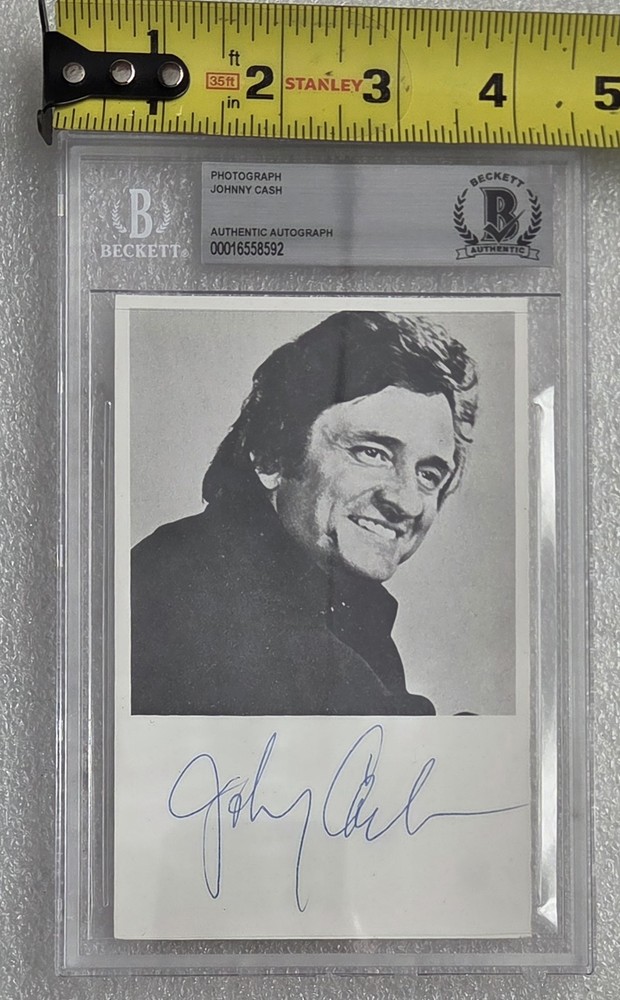 1 ft
35ft 2 STANLEY 3 4 5
in
PHOTOGRAPH
JOHNNY CASH
AUTHENTIC AUTOGRAPH
00016558592
B
BECKETT
BECKETT
B
AUTHENTIC
Johnny Cash